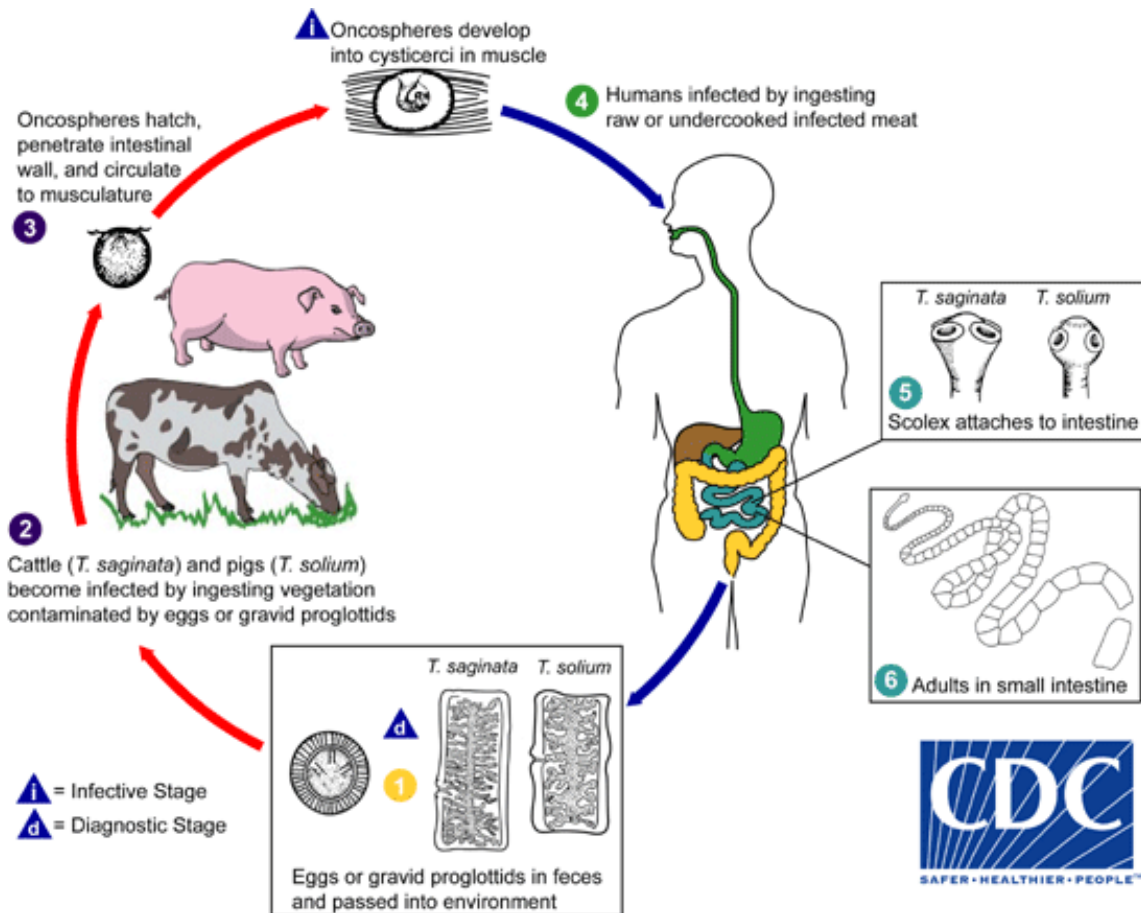 i
Oncospheres develop
into cysticerci in muscle
4
Humans infected by ingesting
raw or undercooked infected meat
Oncospheres hatch,
penetrate intestinal
wall, and circulate
to musculature
3
T. saginata T. solium
5
Scolex attaches to intestine
2
Cattle (T. saginata) and pigs (T. solium)
become infected by ingesting vegetation
contaminated by eggs or gravid proglottids
6 Adults in small intestine
T. saginata T. solium
d
1
Eggs or gravid proglottids in feces
and passed into environment
i = Infective Stage
d = Diagnostic Stage
CDC
SAFER•HEALTHIER•PEOPLE™